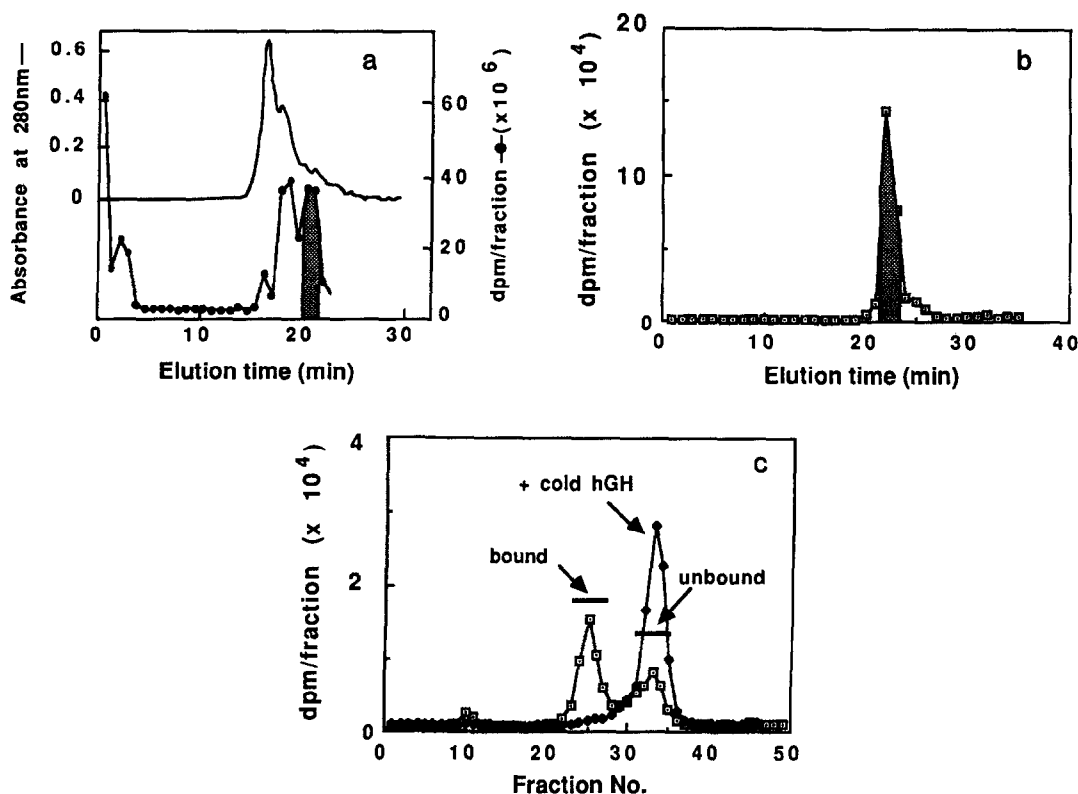 a
Absorbance at 280nm—
0.6
0.4
0.2
0
60
40
20
0
dpm/fraction —●—(x 10⁶)
0 10 20 30
Elution time (min)
b
dpm/fraction (x 10⁴)
20
10
0
0 10 20 30 40
Elution time (min)
c
dpm/fraction (x 10⁴)
4
2
0
+ cold hGH
bound
unbound
0 10 20 30 40 50
Fraction No.